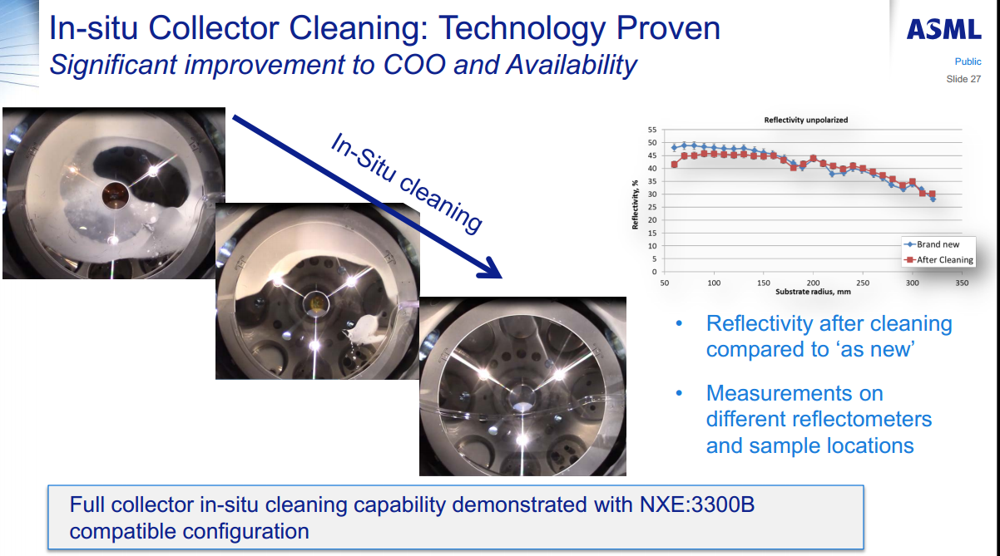 In-situ Collector Cleaning: Technology Proven
Significant improvement to COO and Availability
ASML
Public
Slide 27
In-Situ cleaning
Reflectivity unpolarized
Reflectivity, %
55
50
45
40
35
30
25
20
15
10
5
0
50 100 150 200 250 300 350
Substrate radius, mm
Brand new
After Cleaning
• Reflectivity after cleaning
compared to ‘as new’
• Measurements on
different reflectometers
and sample locations
Full collector in-situ cleaning capability demonstrated with NXE:3300B
compatible configuration